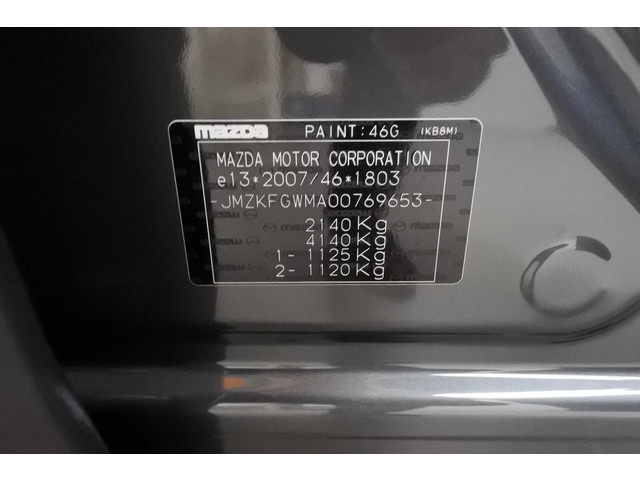 mazda PAINT:46G (KB8M)
MAZDA MOTOR CORPORATION
e13*2007/46*1803
-JMZKFGWMA00769653-
2140Kg
4140Kg
1- 1125Kg
2- 1120Kg